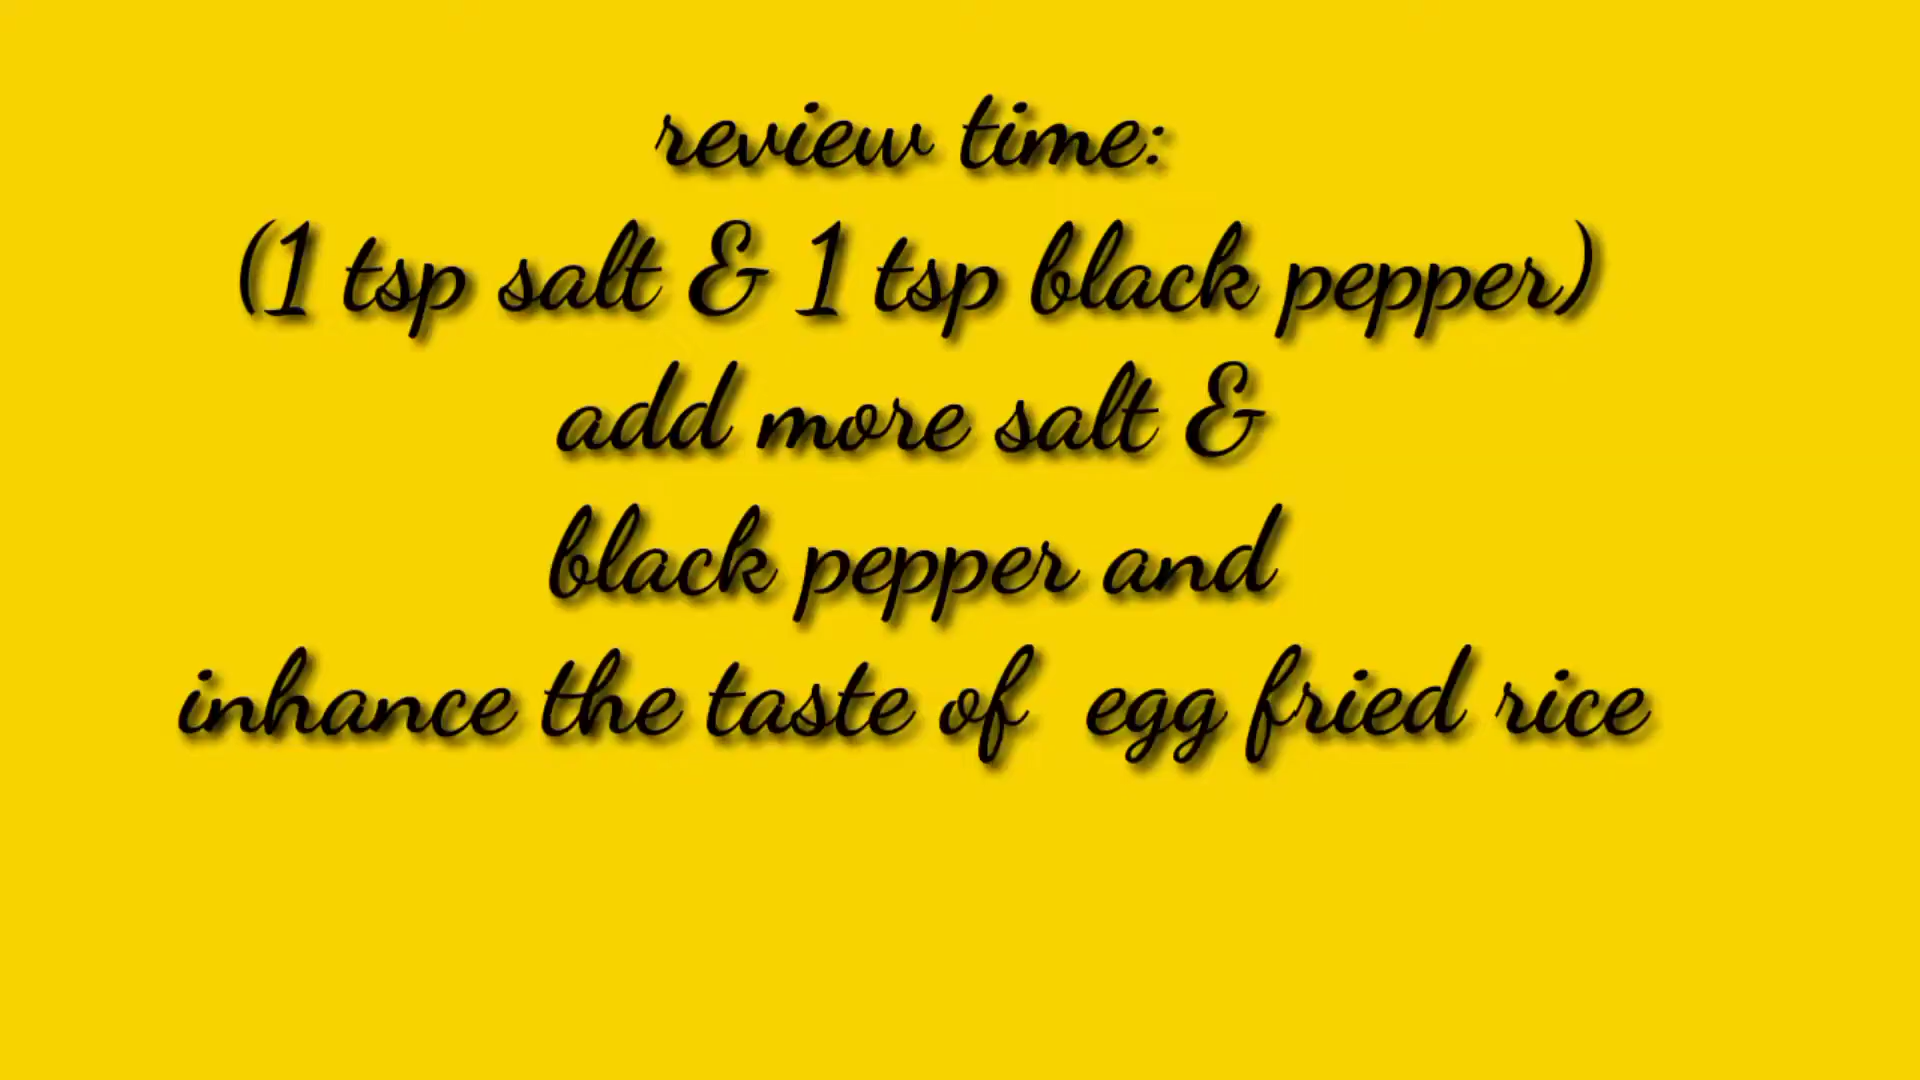 review time:
(1 tsp salt & 1 tsp black pepper)
add more salt &
black pepper and
inhance the taste of  egg fried rice